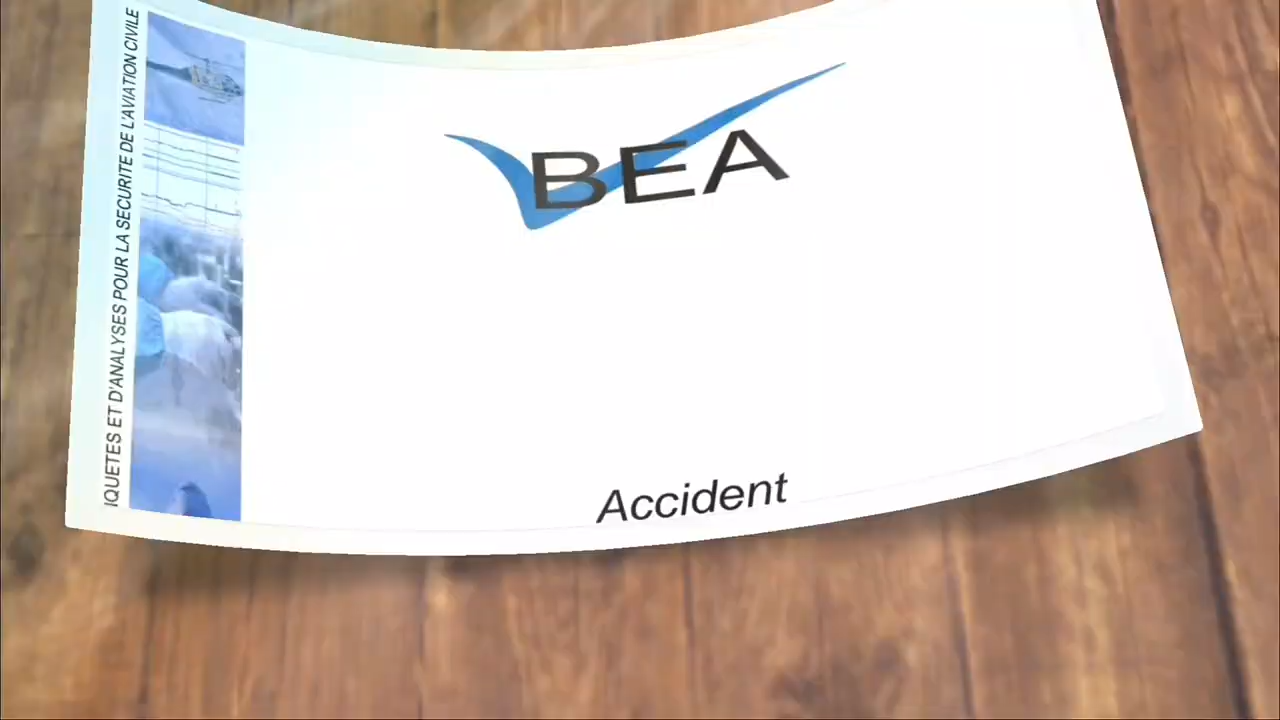 IQUETES ET D'ANALYSES POUR LA SECURITE DE L'AVIATION CIVILE
BEA
Accident